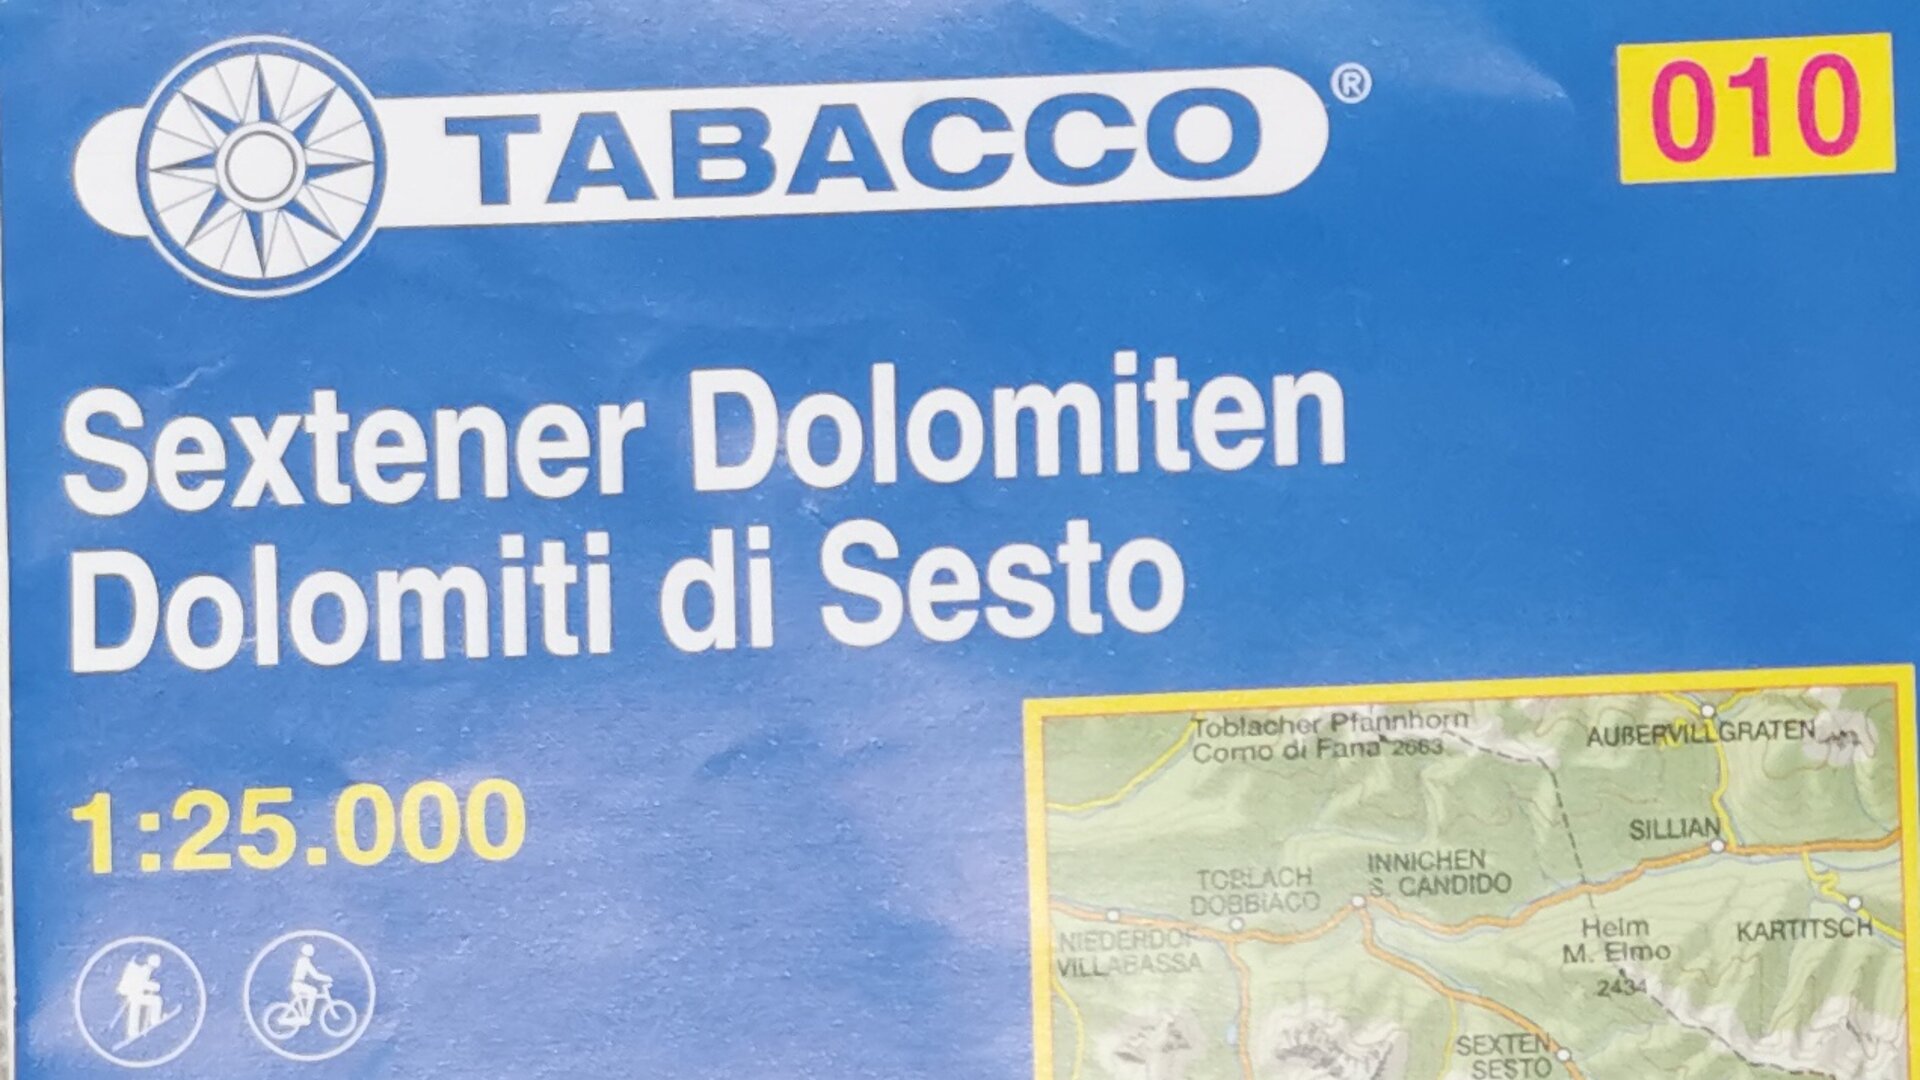 TABACCO®
010
Sextener Dolomiten
Dolomiti di Sesto
1:25.000
Toblacher Pfannhorn
Corno di Fana 2663
AUßERVILLGRATEN
SILLIAN
INNICHEN
S. CANDIDO
TOBLACH
DOBBIACO
NIEDERDOF
VILLABASSA
Helm
M. Elmo
2434
KARTITSCH
SEXTEN
SESTO